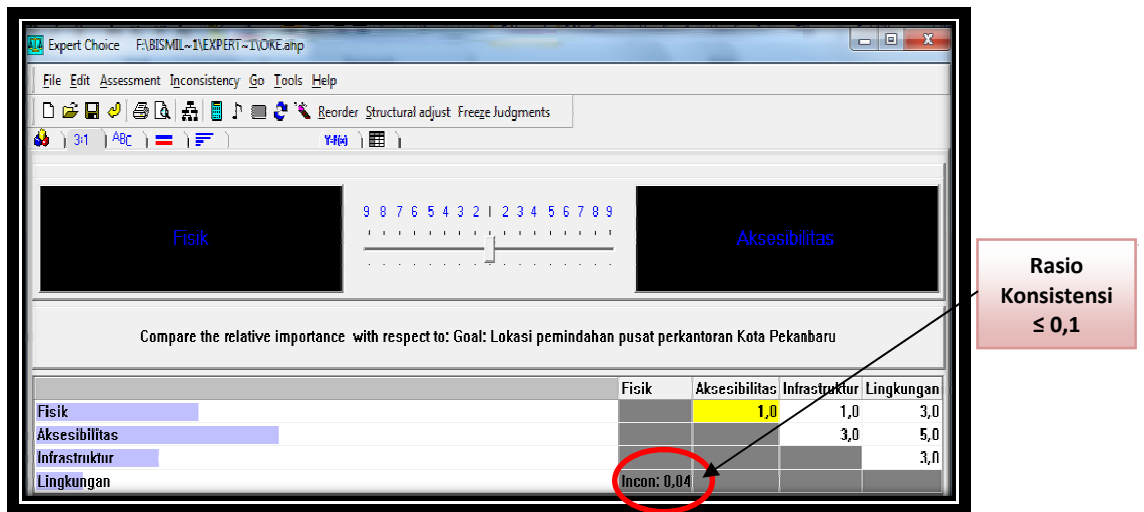 Expert Choice F:\BISMIL~1\EXPERT~1\OKE.ahp
File Edit Assessment Inconsistency Go Tools Help
Reorder Structural adjust Freeze Judgments
3:1 ABC Y=F(x)
9 8 7 6 5 4 3 2 1 2 3 4 5 6 7 8 9
Fisik Aksesibilitas
Compare the relative importance with respect to: Goal: Lokasi pemindahan pusat perkantoran Kota Pekanbaru
Fisik Aksesibilitas Infrastruktur Lingkungan
Fisik 1,0 1,0 3,0
Aksesibilitas 3,0 5,0
Infrastruktur 3,0
Lingkungan Incon: 0,04
Rasio
Konsistensi
≤ 0,1